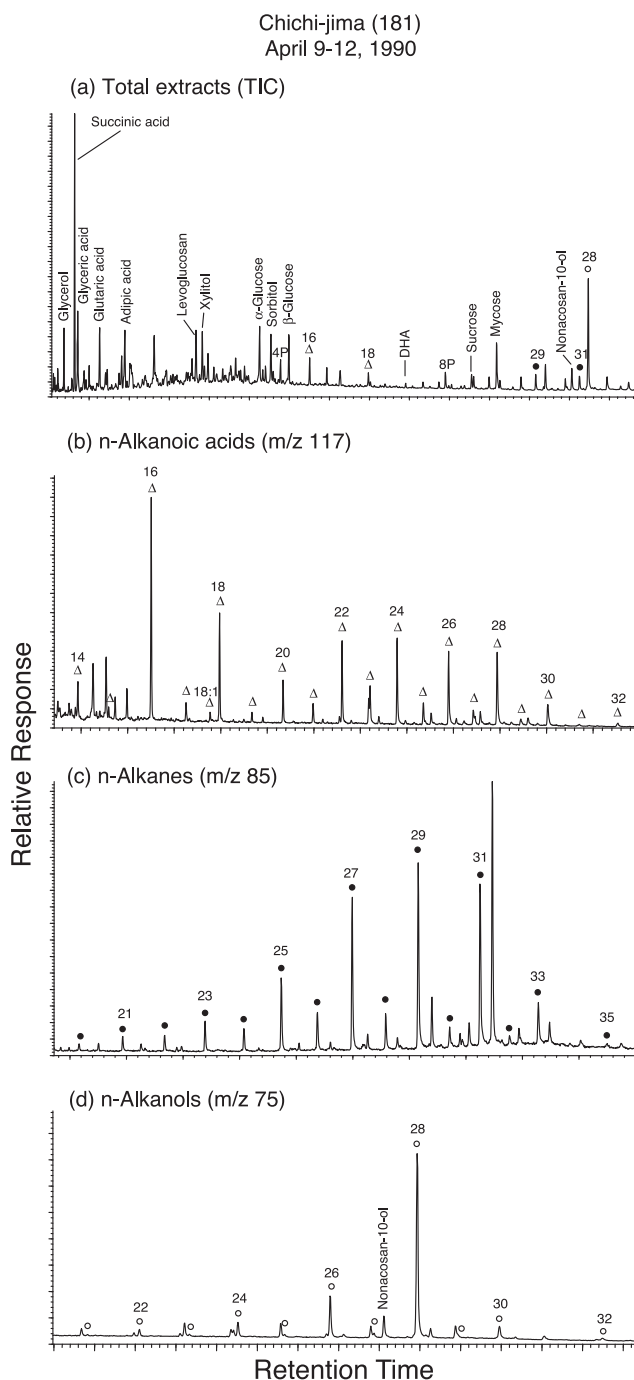 Chichi-jima (181)
April 9-12, 1990
(a) Total extracts (TIC)
Succinic acid
Glycerol
Glyceric acid
Glutaric acid
Adipic acid
Levoglucosan
Xylitol
α-Glucose
Sorbitol
4P
β-Glucose
16
18
DHA
8P
Sucrose
Mycose
29
Nonacosan-10-ol
31
28
(b) n-Alkanoic acids (m/z 117)
14
16
18:1
18
20
22
24
26
28
30
32
Relative Response
(c) n-Alkanes (m/z 85)
21
23
25
27
29
31
33
35
(d) n-Alkanols (m/z 75)
22
24
26
Nonacosan-10-ol
28
30
32
Retention Time